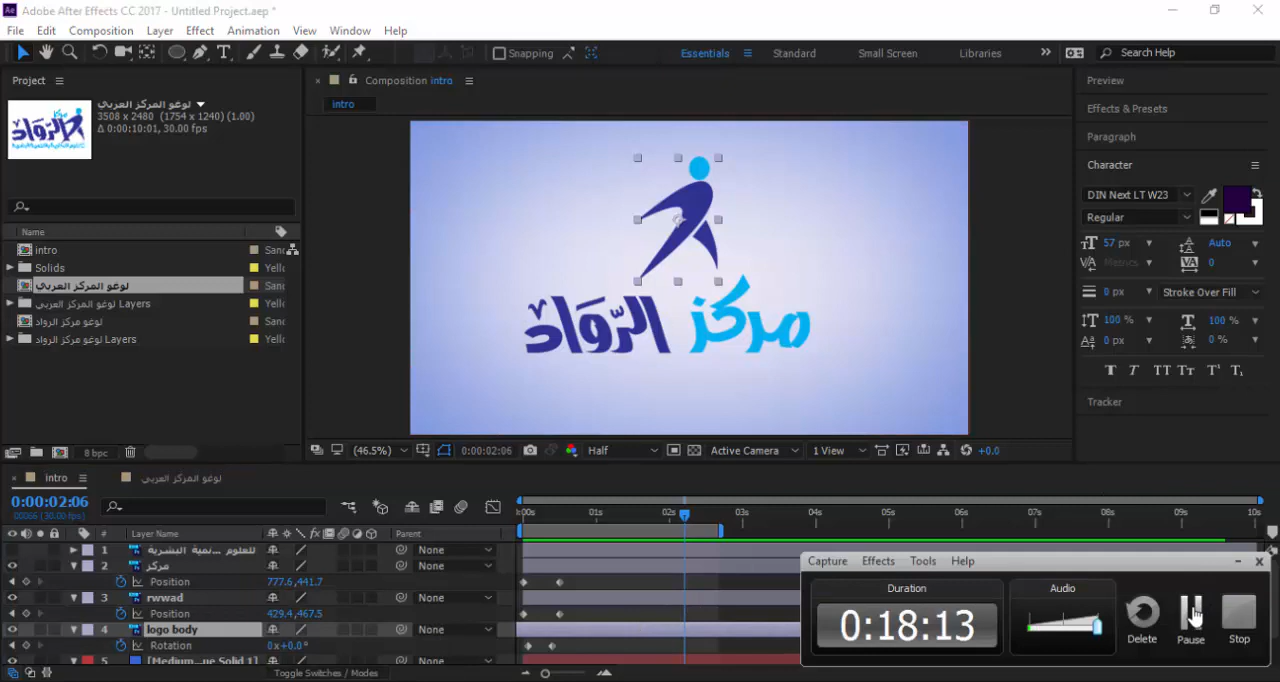 Adobe After Effects CC 2017 - Untitled Project.aep *
File Edit Composition Layer Effect Animation View Window Help
Snapping Essentials Standard Small Screen Libraries Search Help
Project
Composition intro
intro
لوغو المركز العربي
3508 x 2480 (1754 x 1240) (1.00)
Δ 0:00:10:01, 30.00 fps
Name
intro
Solids
لوغو المركز العربي
لوغو المركز العربي Layers
لوغو مركز الرواد
لوغو مركز الرواد Layers
8 bpc
مركز الروّاد
(46.5%) 0:00:02:06 Half Active Camera 1 View +0.0
Preview
Effects & Presets
Paragraph
Character
DIN Next LT W23
Regular
57 px Auto
Metrics 0
0 px Stroke Over Fill
100 % 100 %
0 px 0 %
Tracker
intro لوغو المركز العربي
0:00:02:06
00066 (30.00 fps)
:00s 01s 02s 03s 04s 05s 06s 07s 08s 09s 10s
# Layer Name Parent
1 للعلوم ...نمية البشرية None
2 مركز None
Position 777.6,441.7
3 rwwad None
Position 429.4,467.5
4 logo body None
Rotation 0x+0.0°
5 [Medium...ue Solid 1] None
Toggle Switches / Modes
Capture Effects Tools Help
Duration Audio
0:18:13
Delete Pause Stop